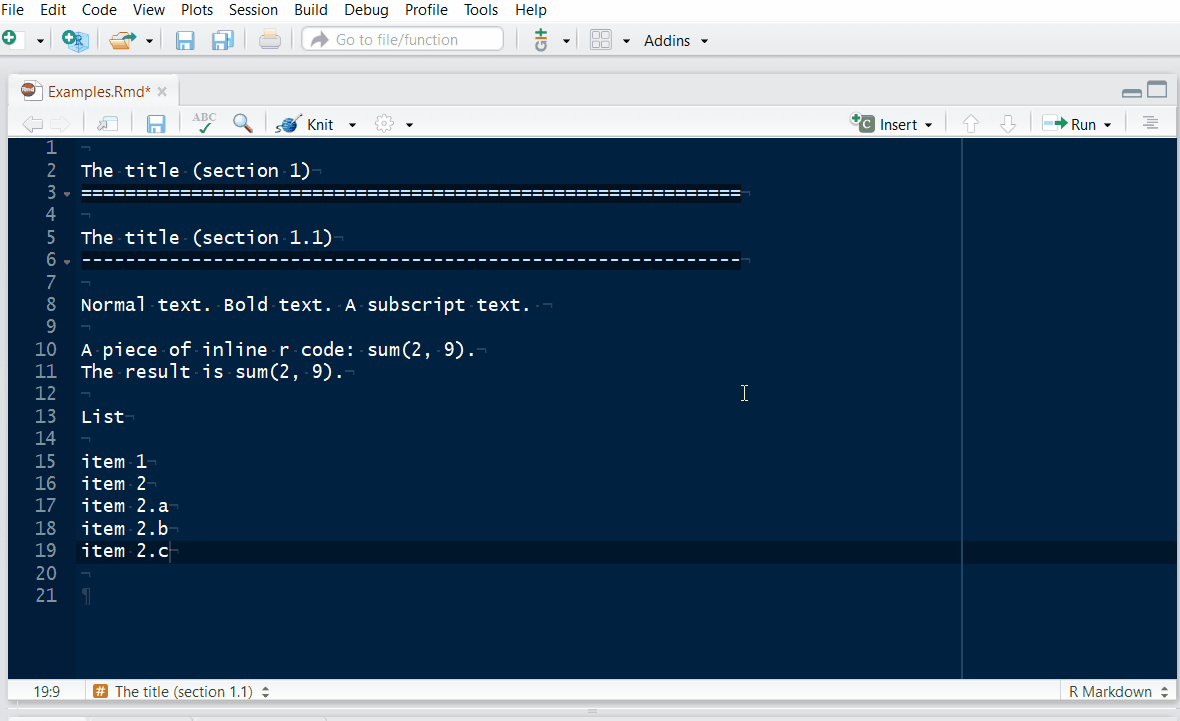 File Edit Code View Plots Session Build Debug Profile Tools Help
Go to file/function Addins
Examples.Rmd*
ABC Knit Insert Run
1
2 The title (section 1)
3 ============================================================
4
5 The title (section 1.1)
6 ------------------------------------------------------------
7
8 Normal text. Bold text. A subscript text.
9
10 A piece of inline r code: sum(2, 9).
11 The result is sum(2, 9).
12
13 List
14
15 item 1
16 item 2
17 item 2.a
18 item 2.b
19 item 2.c
20
21
19:9 # The title (section 1.1) R Markdown